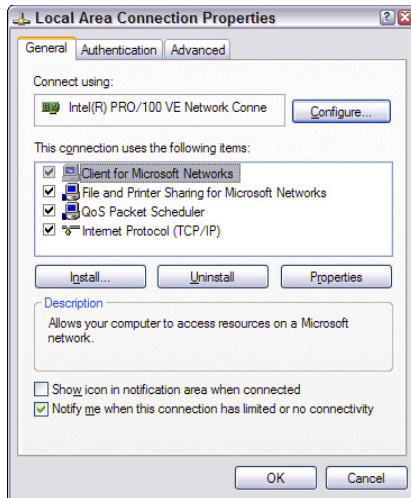 Local Area Connection Properties
General Authentication Advanced
Connect using:
Intel(R) PRO/100 VE Network Conne Configure...
This connection uses the following items:
Client for Microsoft Networks
File and Printer Sharing for Microsoft Networks
QoS Packet Scheduler
Internet Protocol (TCP/IP)
Install... Uninstall Properties
Description
Allows your computer to access resources on a Microsoft
network.
Show icon in notification area when connected
Notify me when this connection has limited or no connectivity
OK Cancel